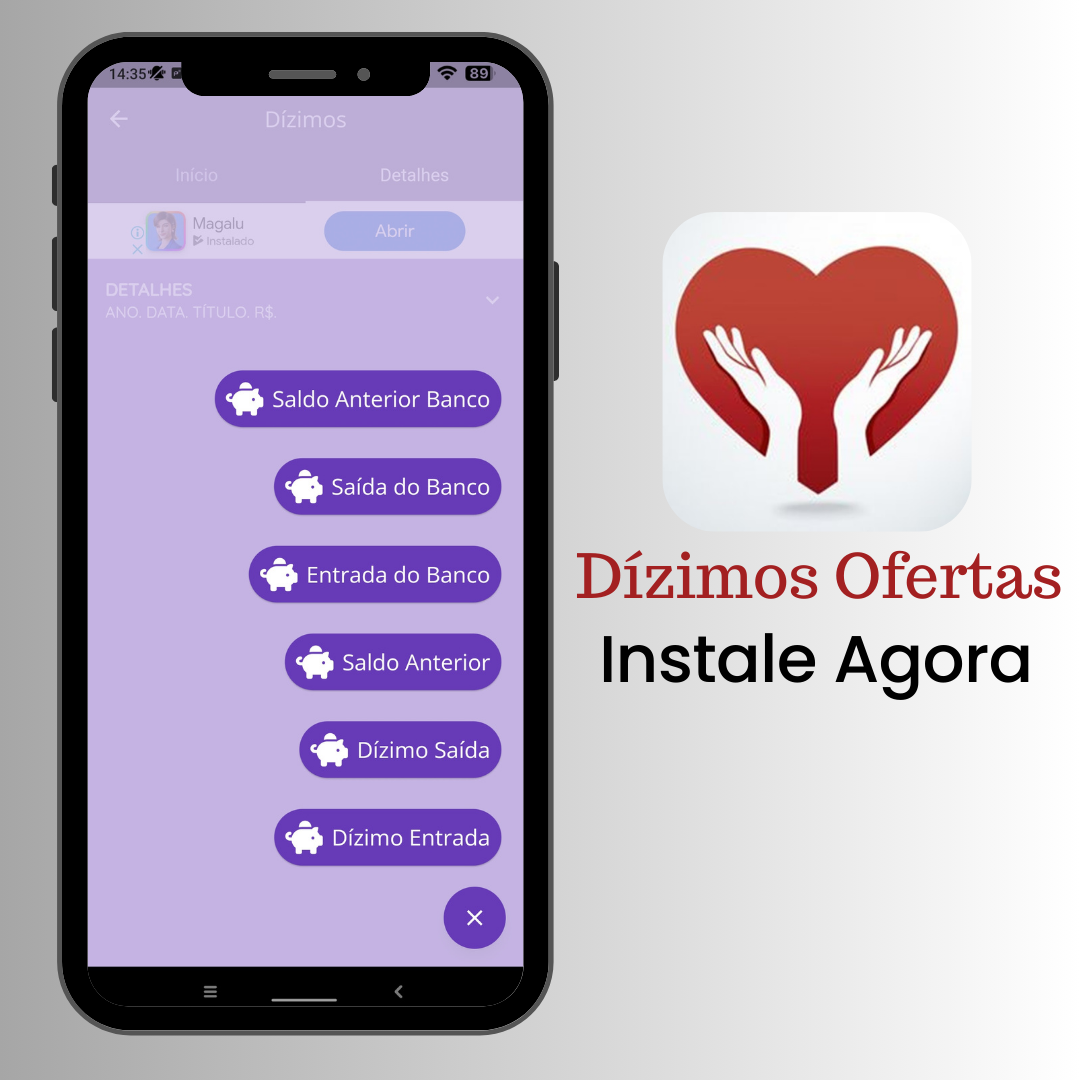 14:35
89
Dízimos
Início
Detalhes
Magalu
Instalado
Abrir
DETALHES
ANO. DATA. TÍTULO. R$.
Saldo Anterior Banco
Saída do Banco
Entrada do Banco
Saldo Anterior
Dízimo Saída
Dízimo Entrada
Dízimos Ofertas
Instale Agora